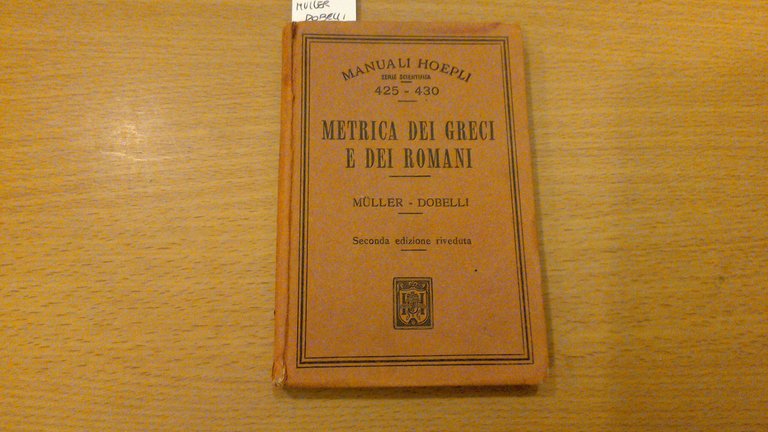 MÜLLER
DOBELLI
MANUALI HOEPLI
SERIE SCIENTIFICA
425 - 430
METRICA DEI GRECI
E DEI ROMANI
MÜLLER - DOBELLI
Seconda edizione riveduta